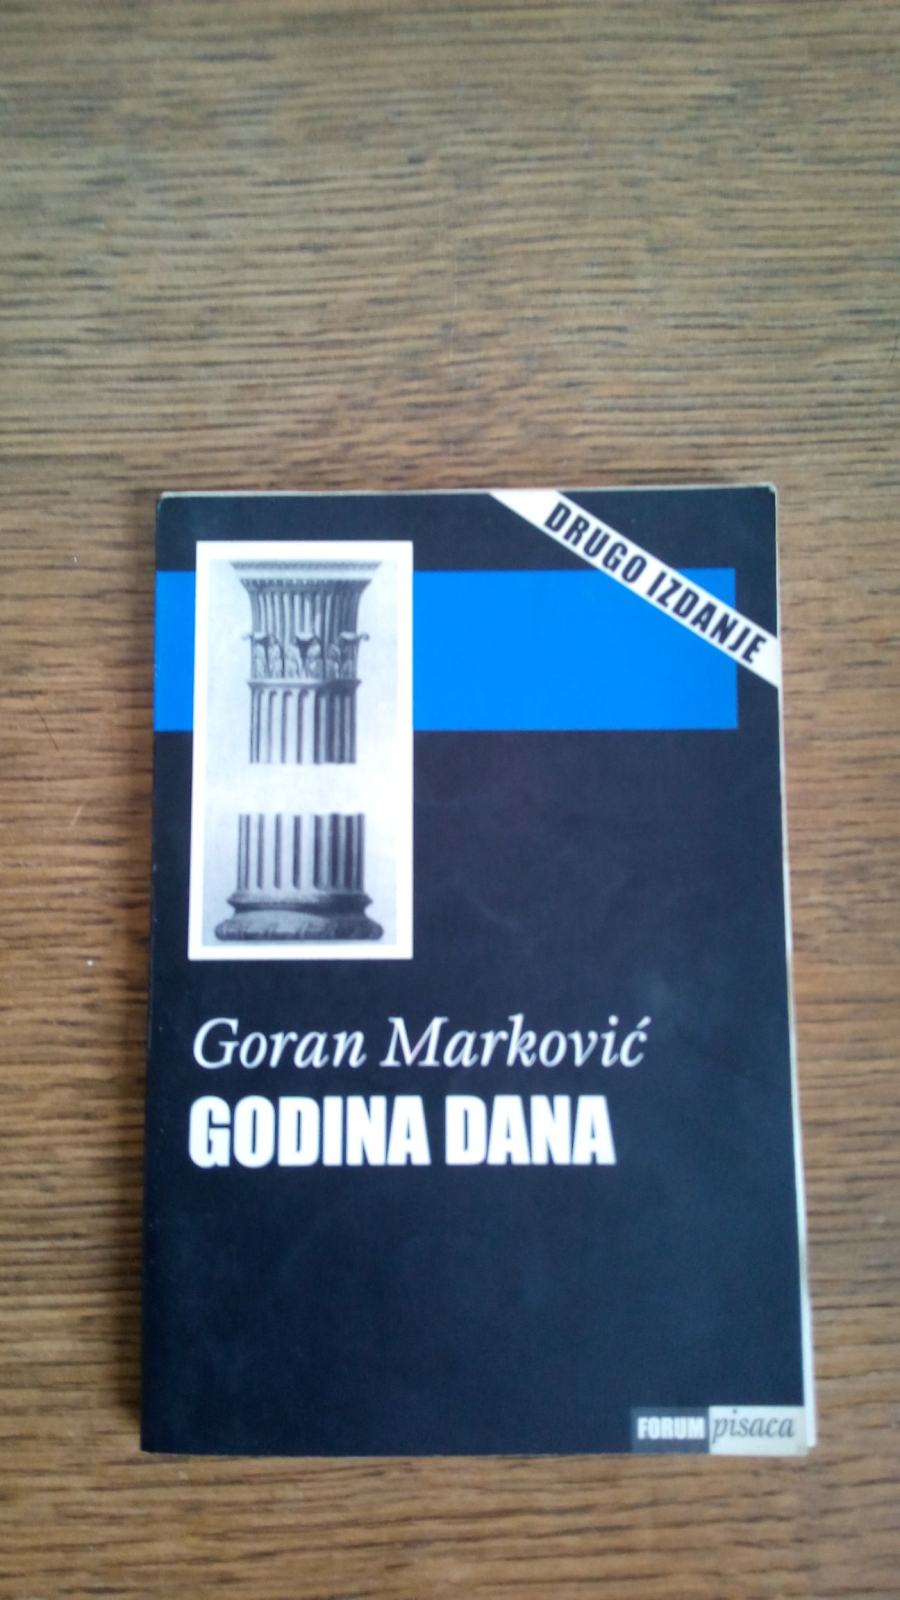 DRUGO IZDANJE
Goran Marković
GODINA DANA
FORUM pisaca